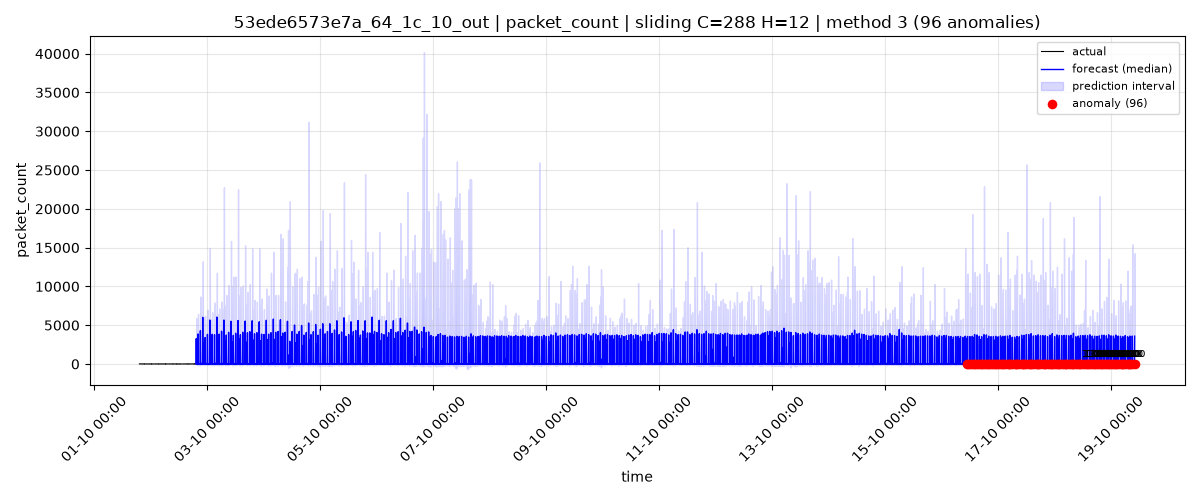 53ede6573e7a_64_1c_10_out | packet_count | sliding C=288 H=12 | method 3 (96 anomalies)
actual
forecast (median)
prediction interval
anomaly (96)
packet_count
40000
35000
30000
25000
20000
15000
10000
5000
0
01-10 00:00
03-10 00:00
05-10 00:00
07-10 00:00
09-10 00:00
11-10 00:00
13-10 00:00
15-10 00:00
17-10 00:00
19-10 00:00
time